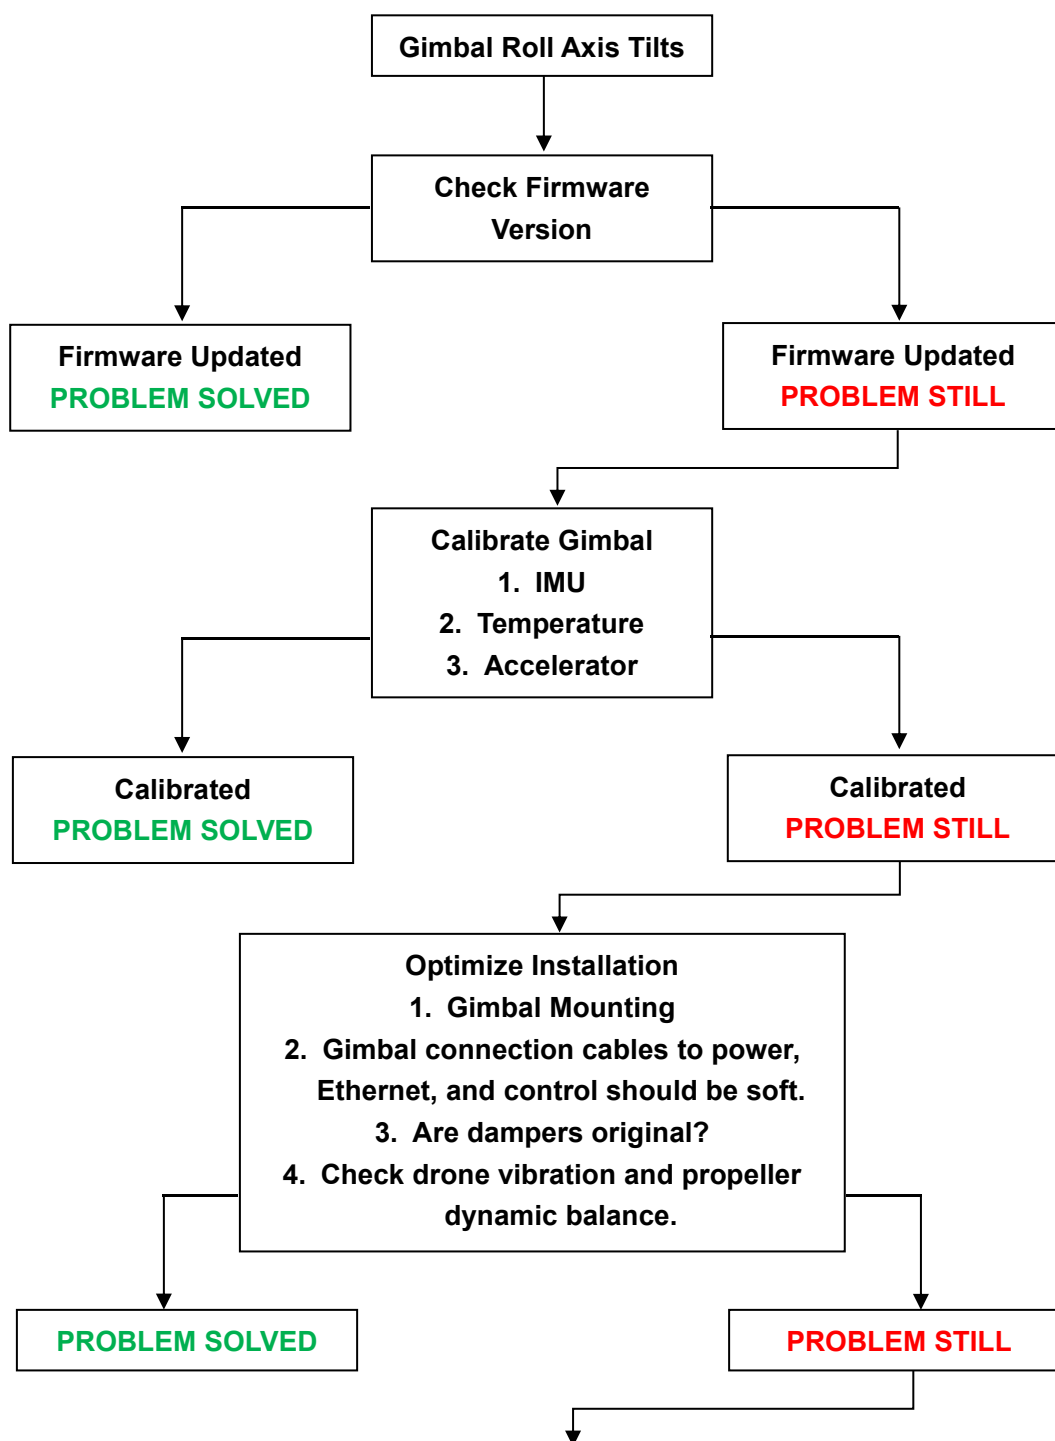 Gimbal Roll Axis Tilts
Check Firmware
Version
Firmware Updated
PROBLEM SOLVED
Firmware Updated
PROBLEM STILL
Calibrate Gimbal
1. IMU
2. Temperature
3. Accelerator
Calibrated
PROBLEM SOLVED
Calibrated
PROBLEM STILL
Optimize Installation
1. Gimbal Mounting
2. Gimbal connection cables to power,
Ethernet, and control should be soft.
3. Are dampers original?
4. Check drone vibration and propeller
dynamic balance.
PROBLEM SOLVED
PROBLEM STILL